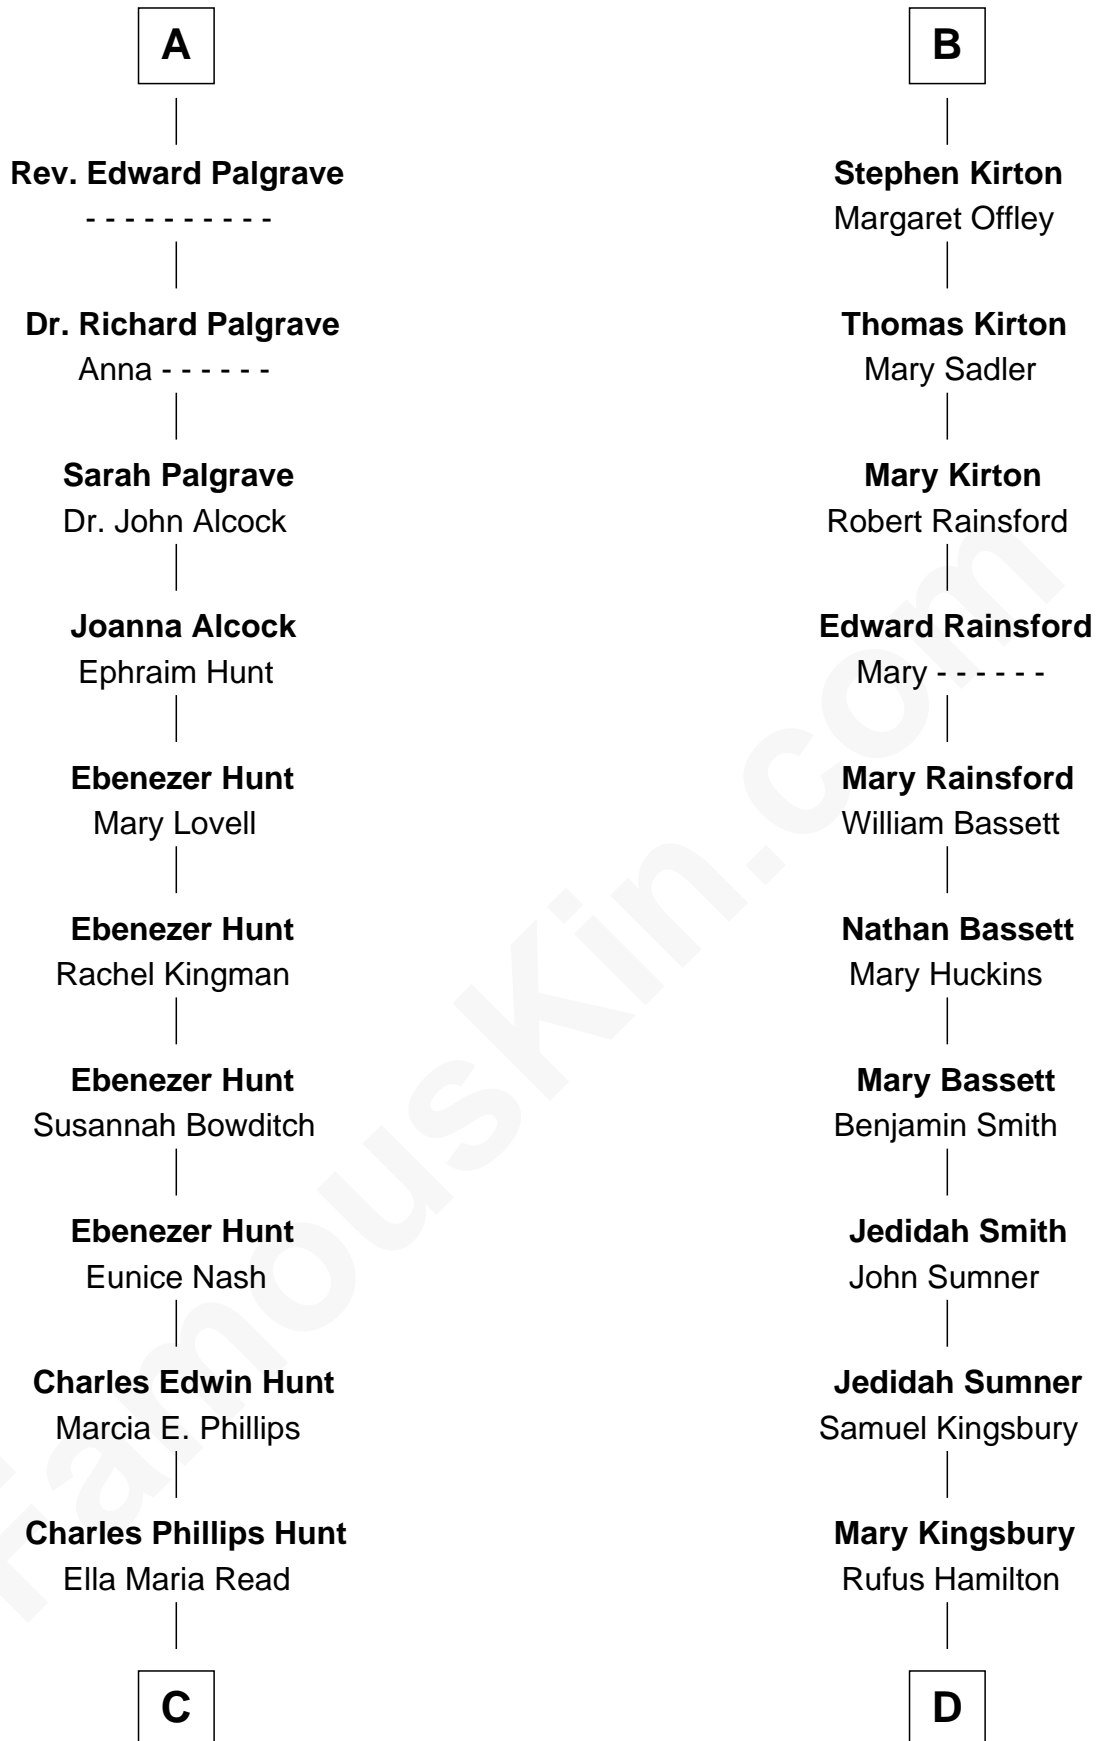 A
Rev. Edward Palgrave
- - - - - - - - - -
Dr. Richard Palgrave
Anna - - - - - -
Sarah Palgrave
Dr. John Alcock
Joanna Alcock
Ephraim Hunt
Ebenezer Hunt
Mary Lovell
Ebenezer Hunt
Rachel Kingman
Ebenezer Hunt
Susannah Bowditch
Ebenezer Hunt
Eunice Nash
Charles Edwin Hunt
Marcia E. Phillips
Charles Phillips Hunt
Ella Maria Read
C
B
Stephen Kirton
Margaret Offley
Thomas Kirton
Mary Sadler
Mary Kirton
Robert Rainsford
Edward Rainsford
Mary - - - - - -
Mary Rainsford
William Bassett
Nathan Bassett
Mary Huckins
Mary Bassett
Benjamin Smith
Jedidah Smith
John Sumner
Jedidah Sumner
Samuel Kingsbury
Mary Kingsbury
Rufus Hamilton
D
FamousKin.com